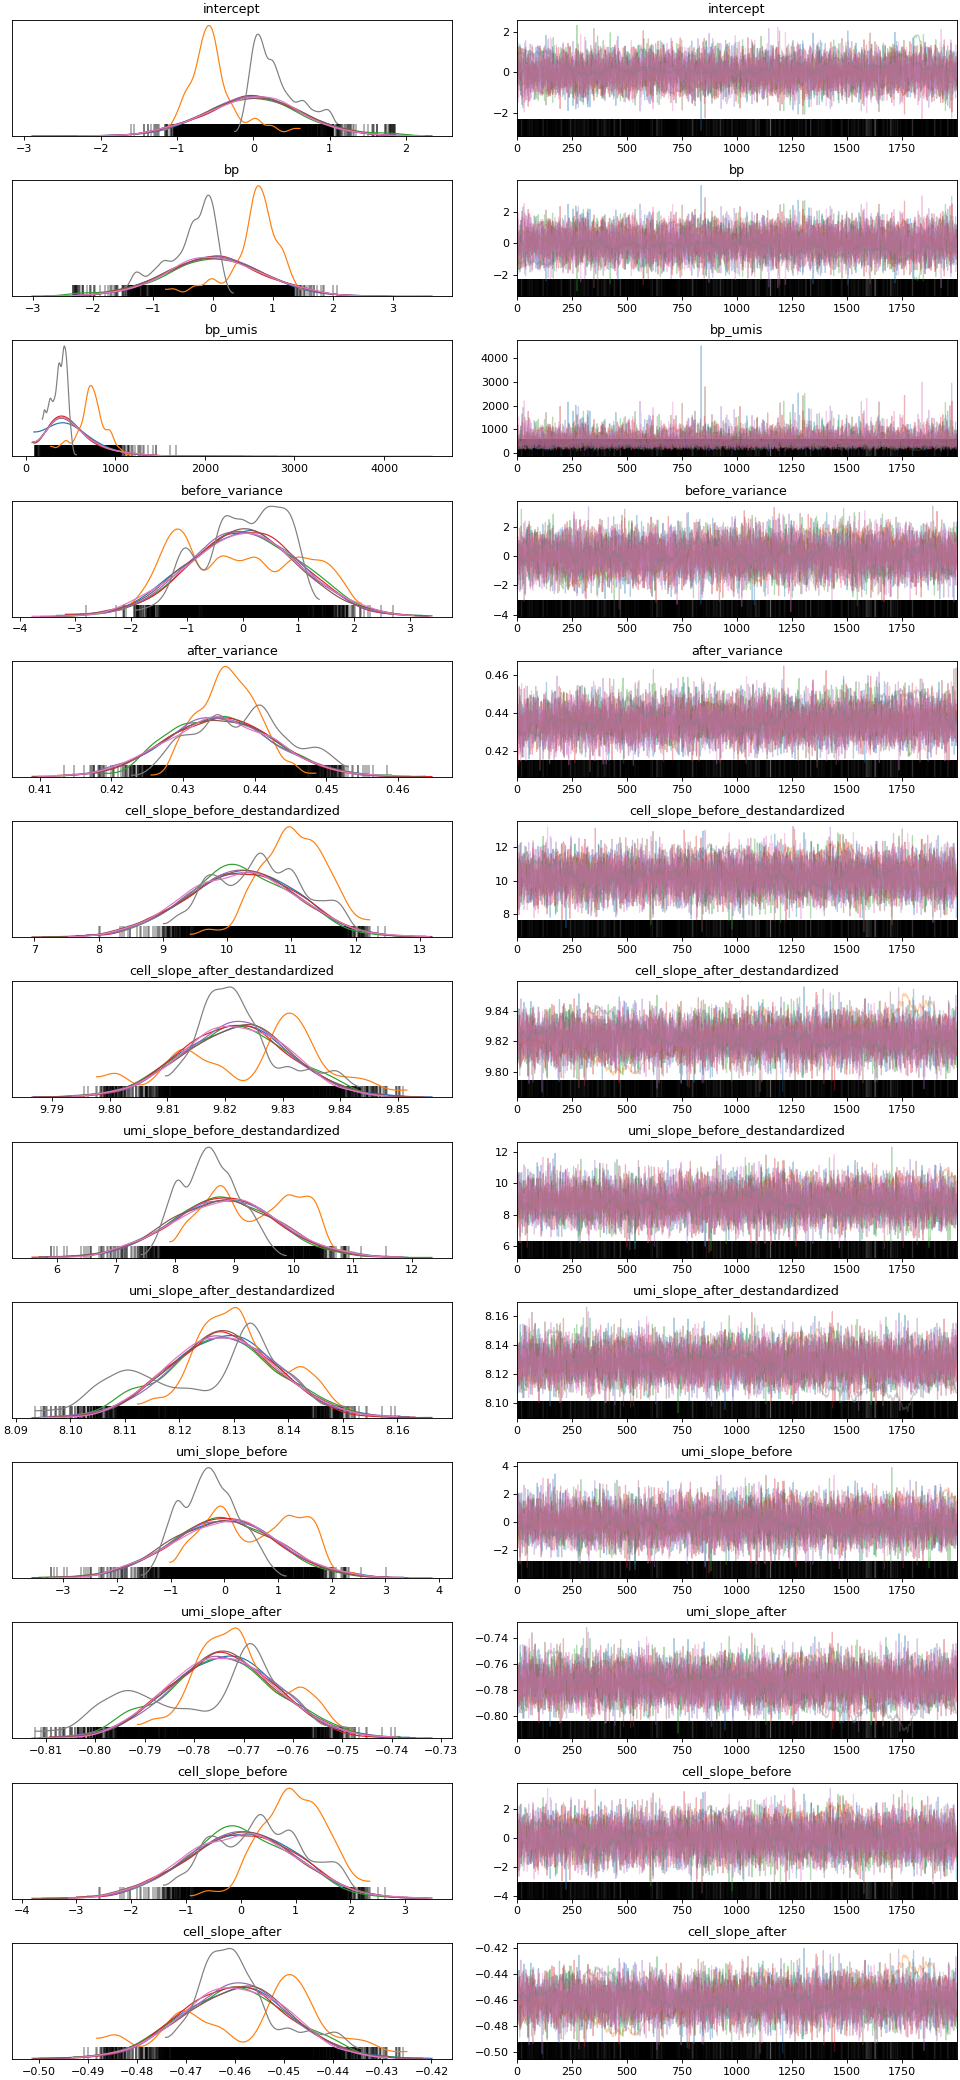 intercept intercept
2
0
−2
−3 −2 −1 0 1 2 0 250 500 750 1000 1250 1500 1750
bp bp
2
0
−2
−3 −2 −1 0 1 2 3 0 250 500 750 1000 1250 1500 1750
bp_umis bp_umis
4000
3000
2000
1000
0
0 1000 2000 3000 4000 0 250 500 750 1000 1250 1500 1750
before_variance before_variance
2
0
−2
−4
−4 −3 −2 −1 0 1 2 3 0 250 500 750 1000 1250 1500 1750
after_variance after_variance
0.46
0.44
0.42
0.41 0.42 0.43 0.44 0.45 0.46 0 250 500 750 1000 1250 1500 1750
cell_slope_before_destandardized cell_slope_before_destandardized
12
10
8
7 8 9 10 11 12 13 0 250 500 750 1000 1250 1500 1750
cell_slope_after_destandardized cell_slope_after_destandardized
9.84
9.82
9.80
9.79 9.80 9.81 9.82 9.83 9.84 9.85 0 250 500 750 1000 1250 1500 1750
umi_slope_before_destandardized umi_slope_before_destandardized
12
10
8
6
6 7 8 9 10 11 12 0 250 500 750 1000 1250 1500 1750
umi_slope_after_destandardized umi_slope_after_destandardized
8.16
8.14
8.12
8.10
8.09 8.10 8.11 8.12 8.13 8.14 8.15 8.16 0 250 500 750 1000 1250 1500 1750
umi_slope_before umi_slope_before
4
2
0
−2
−3 −2 −1 0 1 2 3 4 0 250 500 750 1000 1250 1500 1750
umi_slope_after umi_slope_after
−0.74
−0.76
−0.78
−0.80
−0.81 −0.80 −0.79 −0.78 −0.77 −0.76 −0.75 −0.74 −0.73 0 250 500 750 1000 1250 1500 1750
cell_slope_before cell_slope_before
2
0
−2
−4
−4 −3 −2 −1 0 1 2 3 0 250 500 750 1000 1250 1500 1750
cell_slope_after cell_slope_after
−0.42
−0.44
−0.46
−0.48
−0.50
−0.50 −0.49 −0.48 −0.47 −0.46 −0.45 −0.44 −0.43 −0.42 0 250 500 750 1000 1250 1500 1750